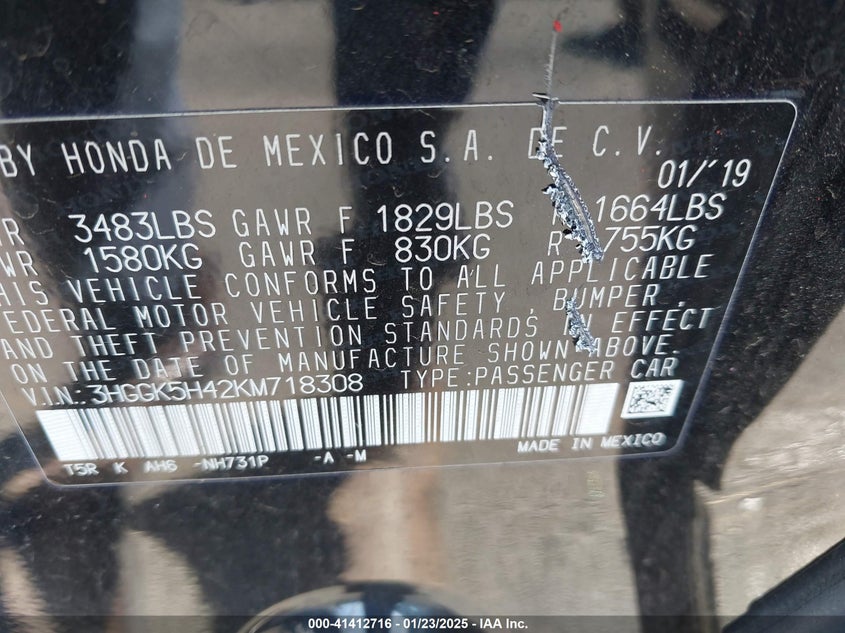 BY HONDA DE MEXICO S.A. DE C.V.
01/'19
3483LBS GAWR F 1829LBS 1664LBS
1580KG GAWR F 830KG R 755KG
THIS VEHICLE CONFORMS TO ALL APPLICABLE
FEDERAL MOTOR VEHICLE SAFETY, BUMPER,
AND THEFT PREVENTION STANDARDS IN EFFECT
ON THE DATE OF MANUFACTURE SHOWN ABOVE.
V.I.N:3HGGK5H42KM718308 TYPE:PASSENGER CAR
MADE IN MEXICO
T5R K AH6 -NH731P -A -M
000-41412716 — 01/23/2025 — IAA Inc.